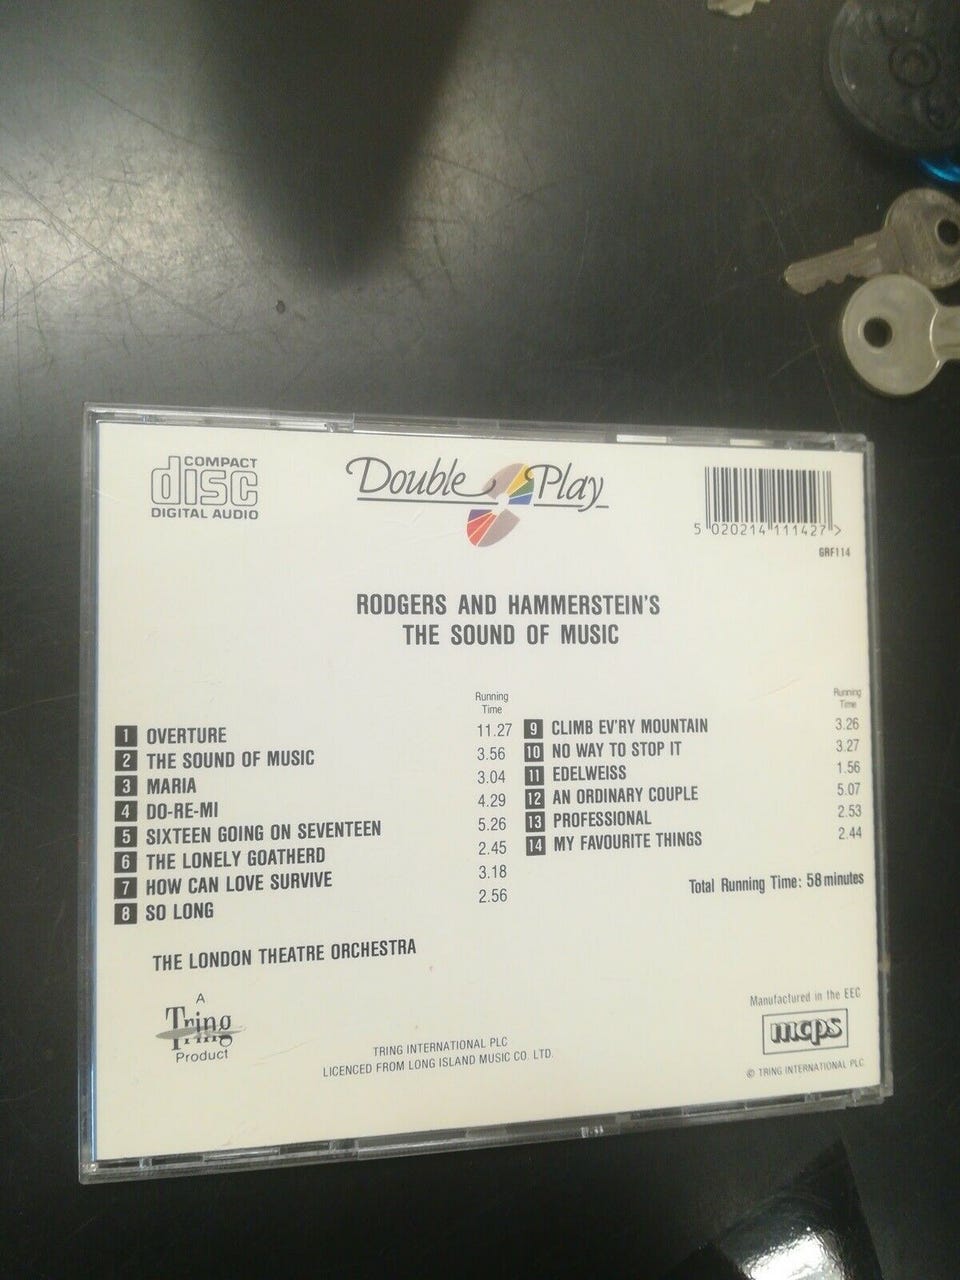 COMPACT
disc
DIGITAL AUDIO
Double Play
5 020214 111427 >
GRF114
RODGERS AND HAMMERSTEIN'S
THE SOUND OF MUSIC
Running
Time
1 OVERTURE 11.27
2 THE SOUND OF MUSIC 3.56
3 MARIA 3.04
4 DO-RE-MI 4.29
5 SIXTEEN GOING ON SEVENTEEN 5.26
6 THE LONELY GOATHERD 2.45
7 HOW CAN LOVE SURVIVE 3.18
8 SO LONG 2.56
Running
Time
9 CLIMB EV'RY MOUNTAIN 3.26
10 NO WAY TO STOP IT 3.27
11 EDELWEISS 1.56
12 AN ORDINARY COUPLE 5.07
13 PROFESSIONAL 2.53
14 MY FAVOURITE THINGS 2.44
Total Running Time: 58 minutes
THE LONDON THEATRE ORCHESTRA
A
Tring
Product
TRING INTERNATIONAL PLC
LICENCED FROM LONG ISLAND MUSIC CO. LTD.
Manufactured in the EEC
mcps
© TRING INTERNATIONAL PLC